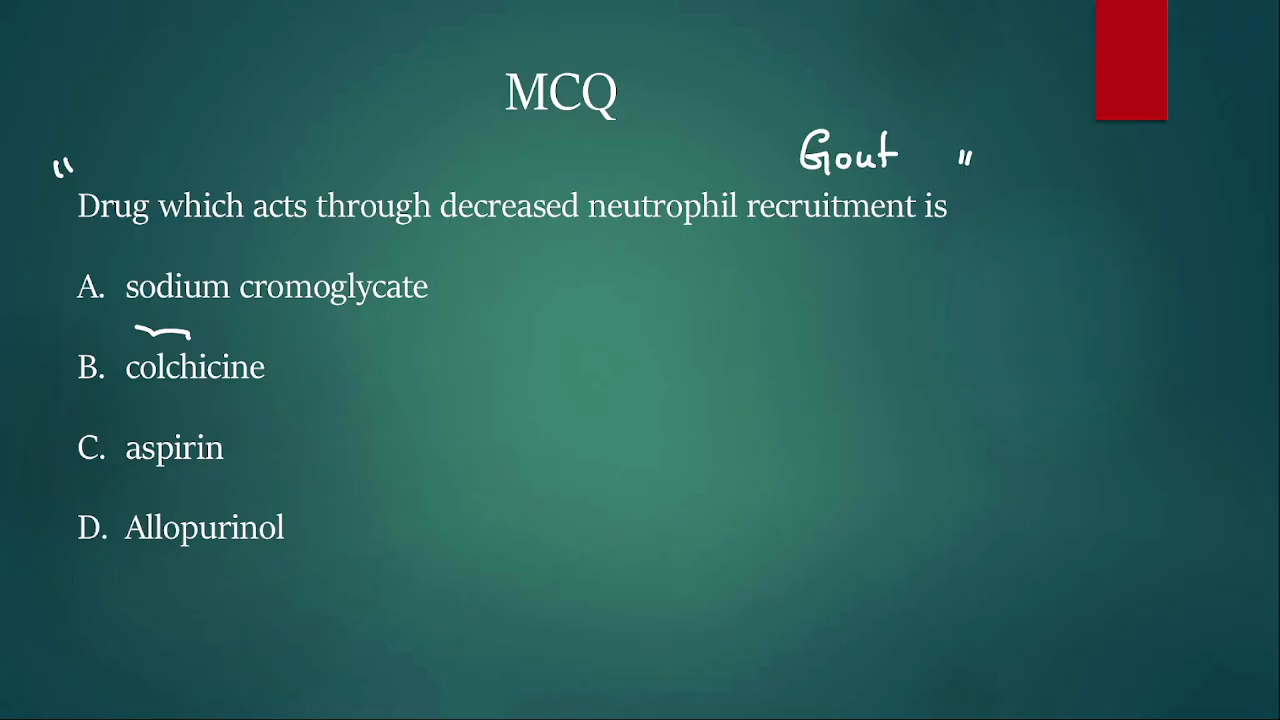 MCQ
Gout
" Drug which acts through decreased neutrophil recruitment is "
A. sodium cromoglycate
B. colchicine
C. aspirin
D. Allopurinol